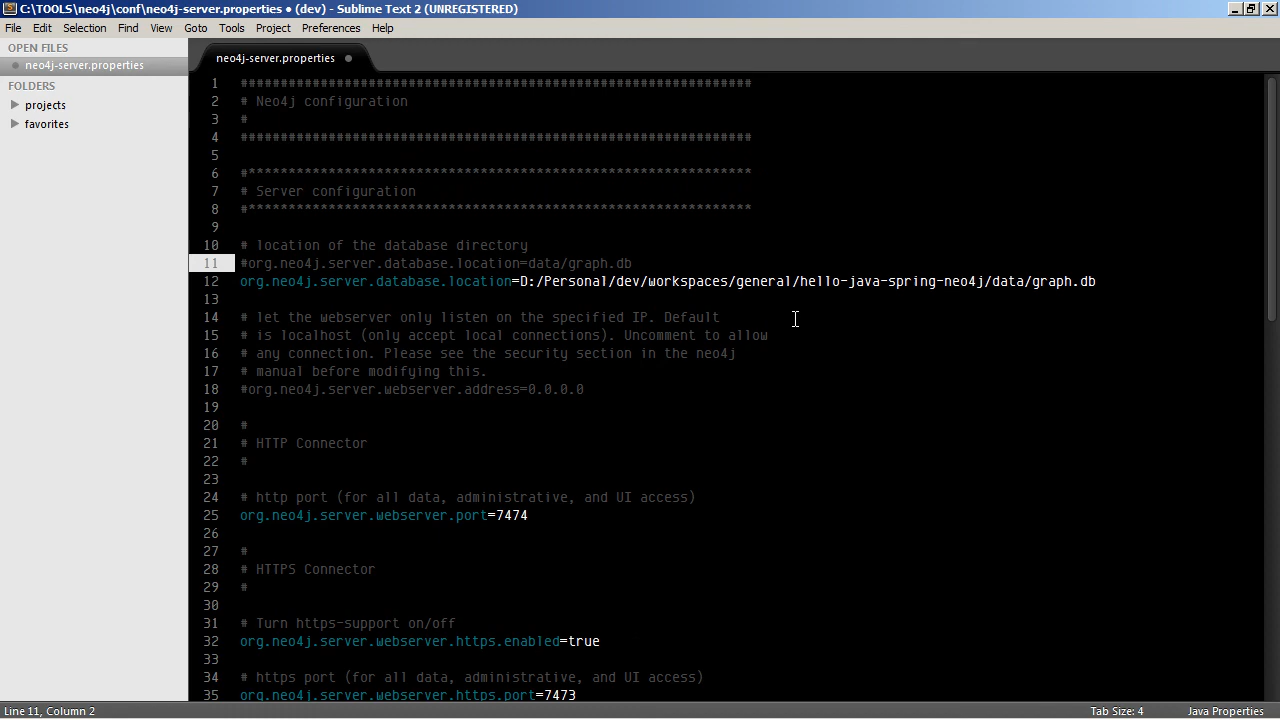 C:\TOOLS\neo4j\conf\neo4j-server.properties • (dev) - Sublime Text 2 (UNREGISTERED)
File Edit Selection Find View Goto Tools Project Preferences Help
OPEN FILES
neo4j-server.properties
FOLDERS
projects
favorites
neo4j-server.properties
1 ################################################################
2 # Neo4j configuration
3 #
4 ################################################################
5
6 #***************************************************************
7 # Server configuration
8 #***************************************************************
9
10 # location of the database directory
11 #org.neo4j.server.database.location=data/graph.db
12 org.neo4j.server.database.location=D:/Personal/dev/workspaces/general/hello-java-spring-neo4j/data/graph.db
13
14 # let the webserver only listen on the specified IP. Default
15 # is localhost (only accept local connections). Uncomment to allow
16 # any connection. Please see the security section in the neo4j
17 # manual before modifying this.
18 #org.neo4j.server.webserver.address=0.0.0.0
19
20 #
21 # HTTP Connector
22 #
23
24 # http port (for all data, administrative, and UI access)
25 org.neo4j.server.webserver.port=7474
26
27 #
28 # HTTPS Connector
29 #
30
31 # Turn https-support on/off
32 org.neo4j.server.webserver.https.enabled=true
33
34 # https port (for all data, administrative, and UI access)
35 org.neo4j.server.webserver.https.port=7473
Line 11, Column 2 Tab Size: 4 Java Properties